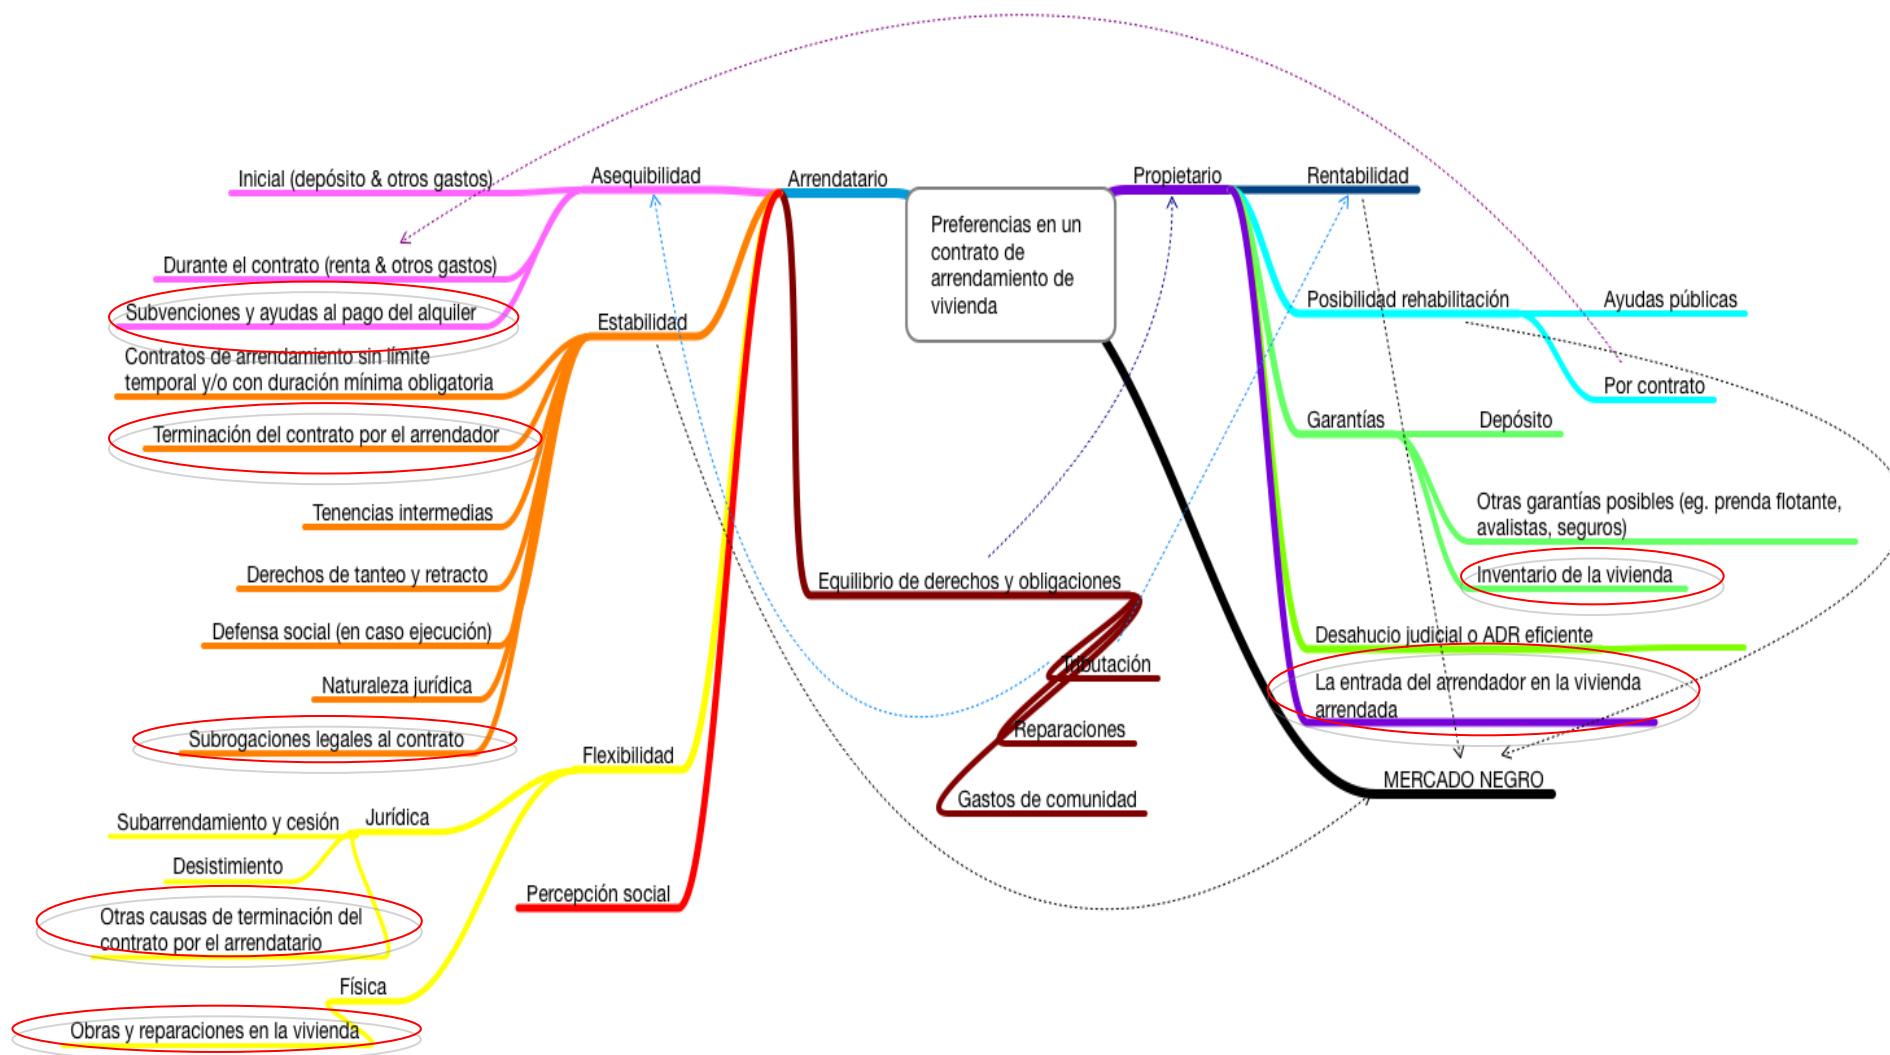 Preferencias en un
contrato de
arrendamiento de
vivienda
Arrendatario
Asequibilidad
Inicial (depósito & otros gastos)
Durante el contrato (renta & otros gastos)
Subvenciones y ayudas al pago del alquiler
Estabilidad
Contratos de arrendamiento sin límite
temporal y/o con duración mínima obligatoria
Terminación del contrato por el arrendador
Tenencias intermedias
Derechos de tanteo y retracto
Defensa social (en caso ejecución)
Naturaleza jurídica
Subrogaciones legales al contrato
Flexibilidad
Jurídica
Subarrendamiento y cesión
Desistimiento
Otras causas de terminación del
contrato por el arrendatario
Física
Obras y reparaciones en la vivienda
Percepción social
Equilibrio de derechos y obligaciones
Tributación
Reparaciones
Gastos de comunidad
Propietario
Rentabilidad
Posibilidad rehabilitación
Ayudas públicas
Por contrato
Garantías
Depósito
Otras garantías posibles (eg. prenda flotante,
avalistas, seguros)
Inventario de la vivienda
Desahucio judicial o ADR eficiente
La entrada del arrendador en la vivienda
arrendada
MERCADO NEGRO